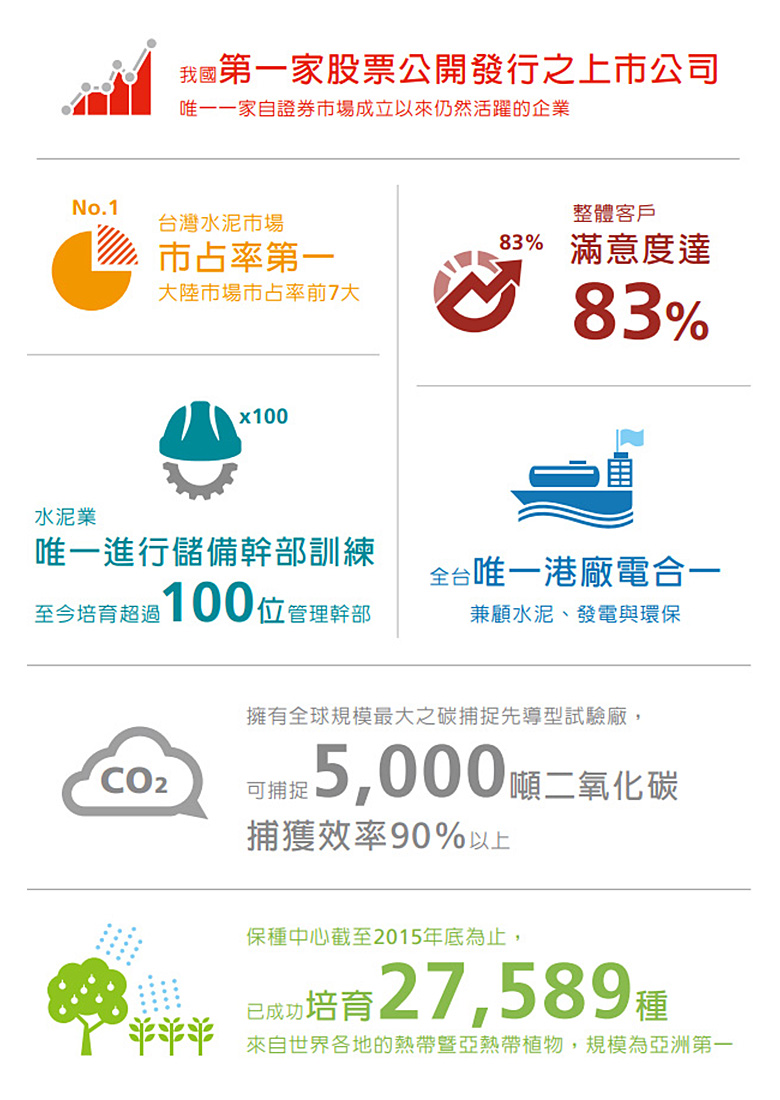 我國第一家股票公開發行之上市公司
唯一一家自證券市場成立以來仍然活躍的企業
No.1
台灣水泥市場
市占率第一
大陸市場市占率前7大
83%
整體客戶
滿意度達
83%
x100
水泥業
唯一進行儲備幹部訓練
至今培育超過100位管理幹部
全台唯一港廠電合一
兼顧水泥、發電與環保
CO₂
擁有全球規模最大之碳捕捉先導型試驗廠，
可捕捉5,000噸二氧化碳
捕獲效率90%以上
保種中心截至2015年底為止，
已成功培育27,589種
來自世界各地的熱帶暨亞熱帶植物，規模為亞洲第一